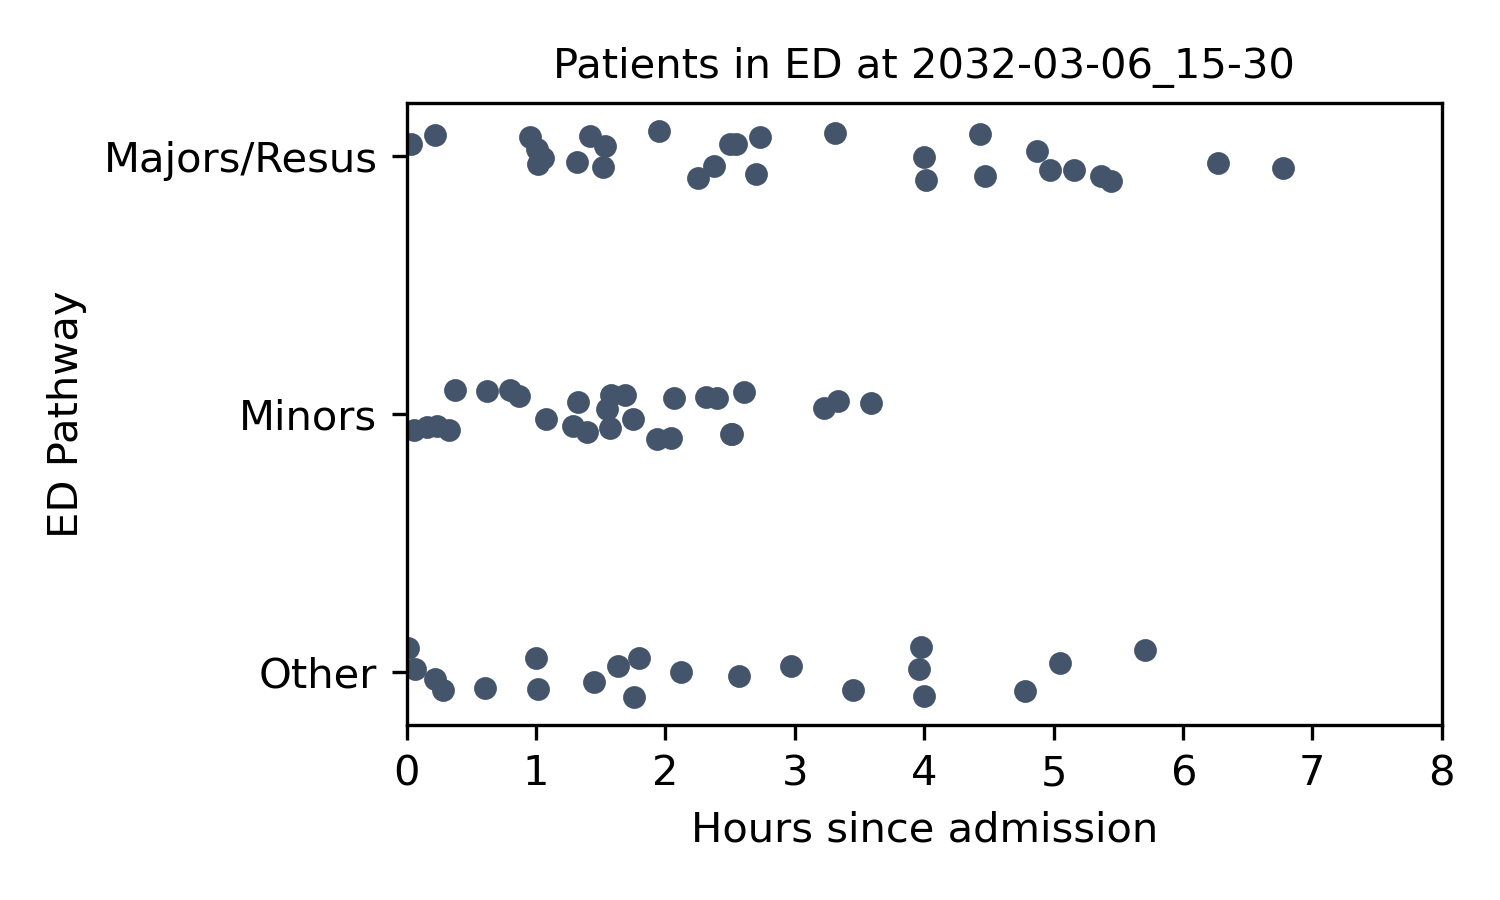 Patients in ED at 2032-03-06_15-30
Majors/Resus
Minors
Other
ED Pathway
0 1 2 3 4 5 6 7 8
Hours since admission